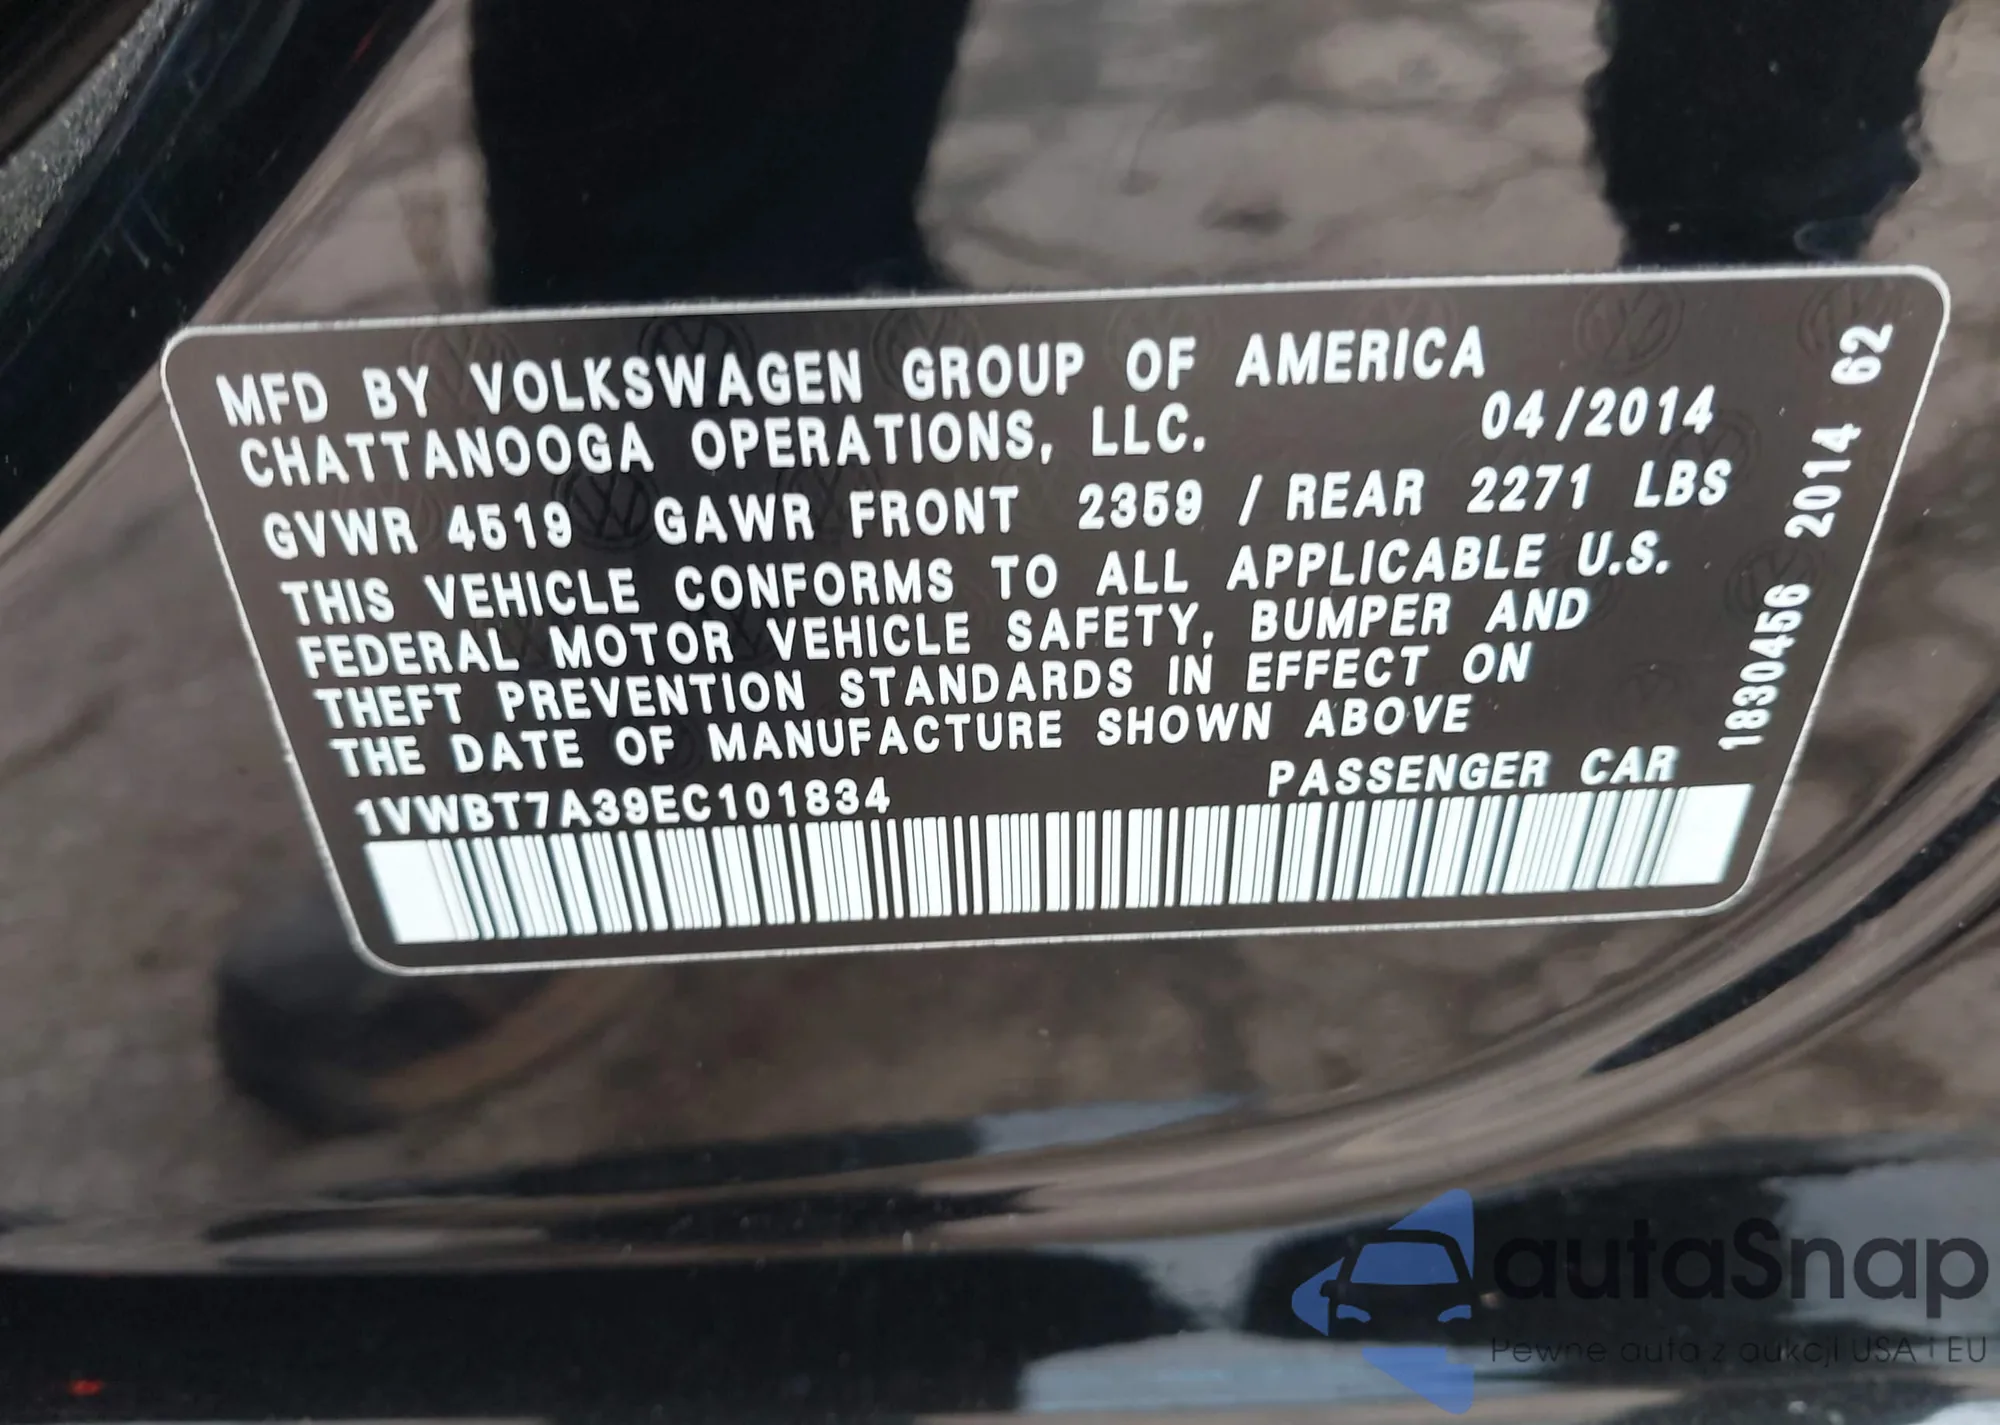 MFD BY VOLKSWAGEN GROUP OF AMERICA
CHATTANOOGA OPERATIONS, LLC. 04/2014
GVWR 4519 GAWR FRONT 2359 / REAR 2271 LBS
THIS VEHICLE CONFORMS TO ALL APPLICABLE U.S.
FEDERAL MOTOR VEHICLE SAFETY, BUMPER AND
THEFT PREVENTION STANDARDS IN EFFECT ON
THE DATE OF MANUFACTURE SHOWN ABOVE
1VWBT7A39EC101834 PASSENGER CAR
1830456 2014 62
autaSnap
Pewne auta z aukcji USA i EU